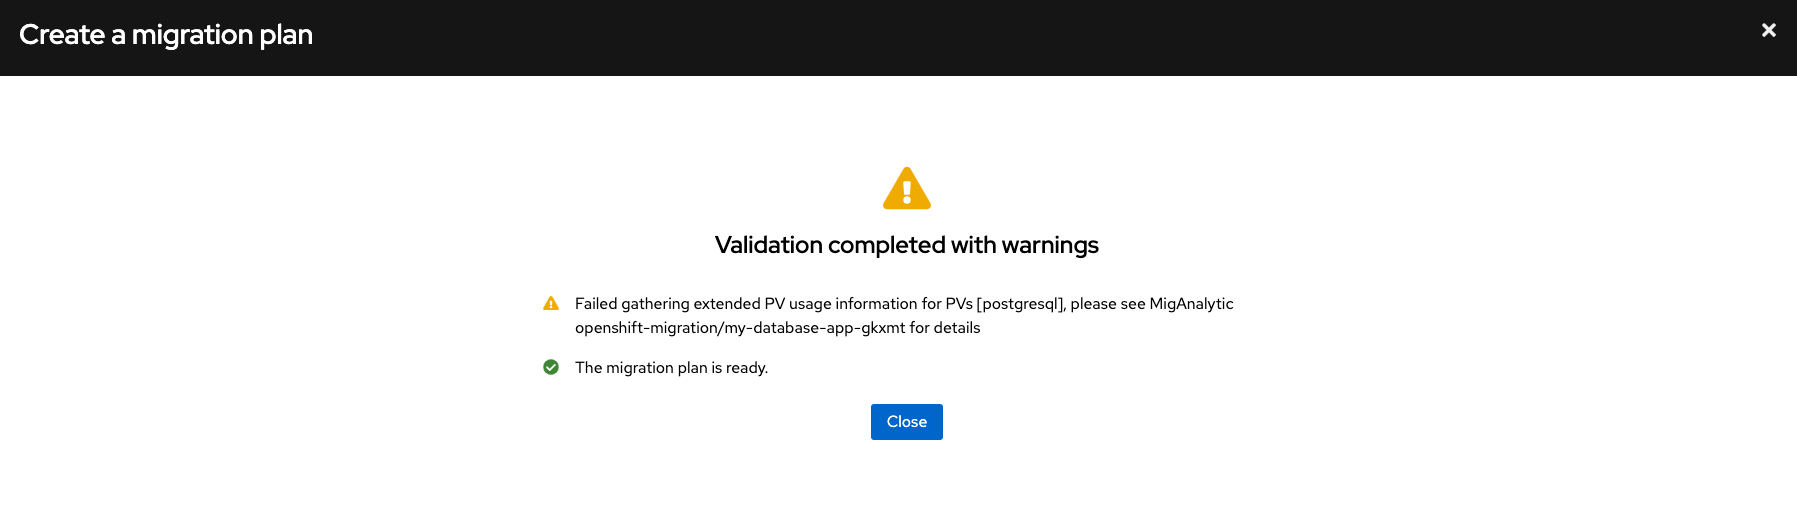 Create a migration plan
Validation completed with warnings
Failed gathering extended PV usage information for PVs [postgresql], please see MigAnalytic
openshift-migration/my-database-app-gkxmt for details
The migration plan is ready.
Close